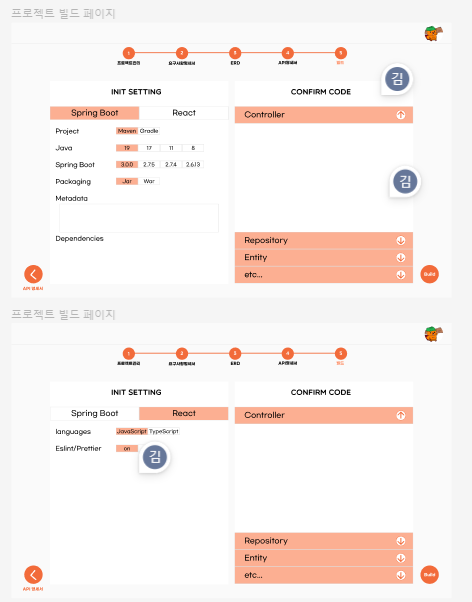 프로젝트 빌드 페이지
1 2 3 4 5
프로젝트관리 요구사항명세서 ERD API명세서 빌드
김
INIT SETTING
CONFIRM CODE
Spring Boot React
Controller
Project Maven Gradle
Java 19 17 11 8
김
Spring Boot 3.0.0 2.7.5 2.7.4 2.6.13
Packaging Jar War
Metadata
Dependencies
Repository
Entity
etc...
Build
API 명세서
프로젝트 빌드 페이지
1 2 3 4 5
프로젝트관리 요구사항명세서 ERD API명세서 빌드
INIT SETTING
CONFIRM CODE
Spring Boot React
Controller
languages JavaScript TypeScript
Eslint/Prettier on
김
Repository
Entity
etc...
Build
API 명세서